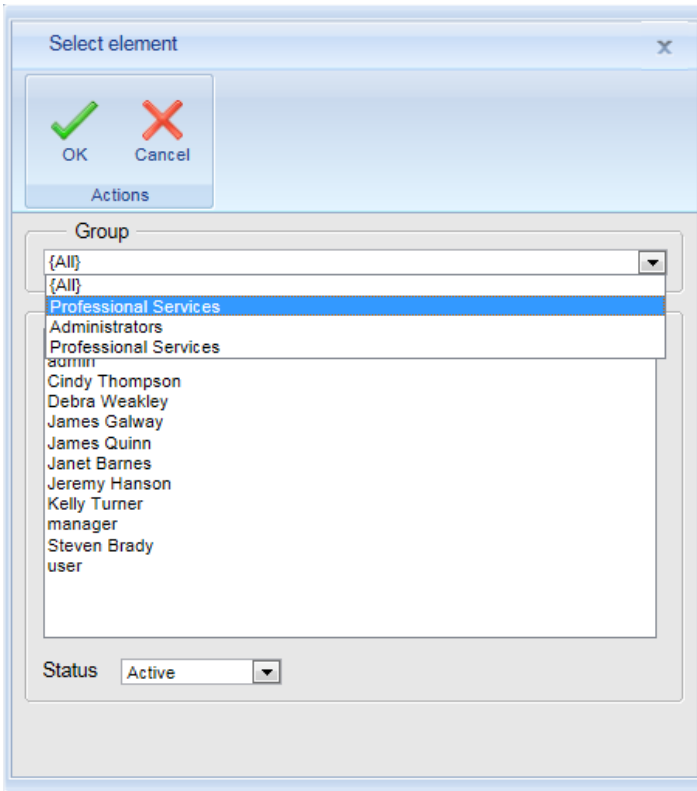 Select element
x
OK Cancel
Actions
Group
{All}
{All}
Professional Services
Administrators
Professional Services
admin
Cindy Thompson
Debra Weakley
James Galway
James Quinn
Janet Barnes
Jeremy Hanson
Kelly Turner
manager
Steven Brady
user
Status Active